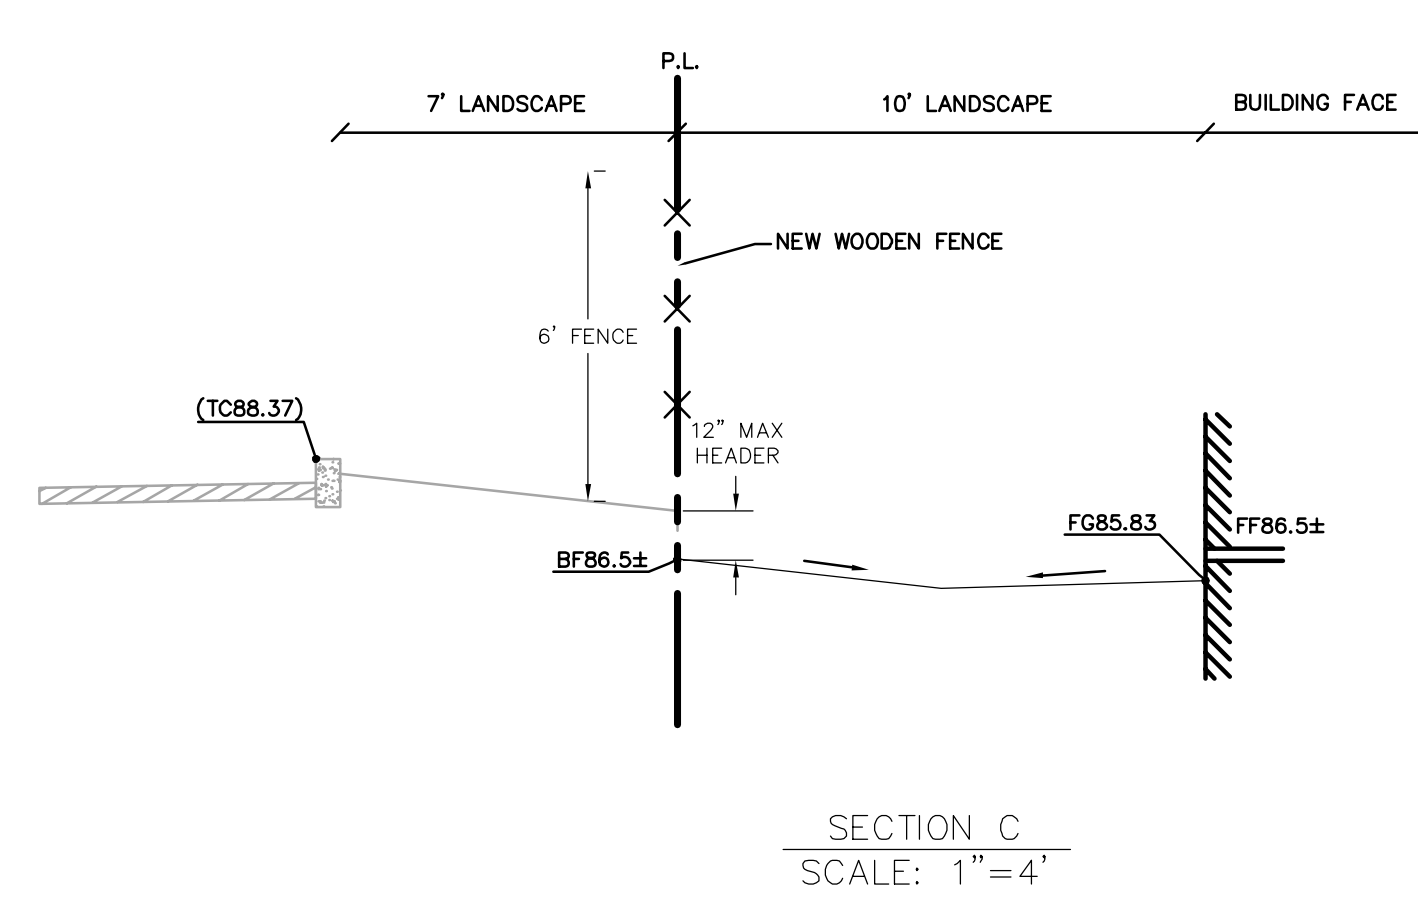 P.L.
7' LANDSCAPE
10' LANDSCAPE
BUILDING FACE
NEW WOODEN FENCE
6' FENCE
(TC88.37)
12" MAX
HEADER
FG85.83
FF86.5±
BF86.5±
SECTION C
SCALE: 1"=4'